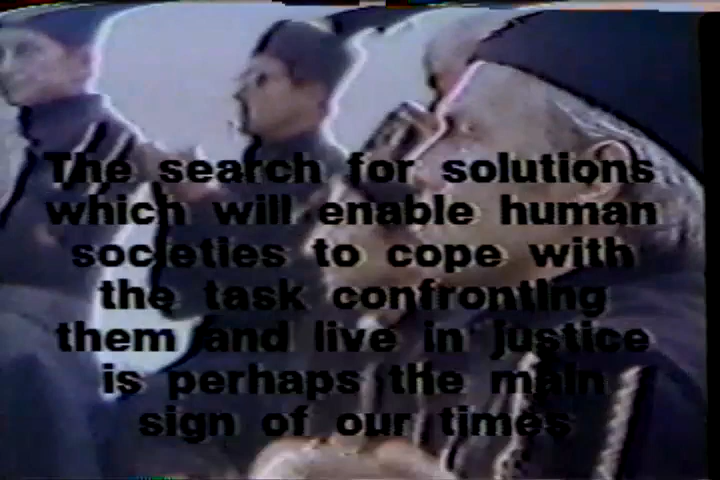 The search for solutions
which will enable human
societies to cope with
the task confronting
them and live in justice
is perhaps the main
sign of our times